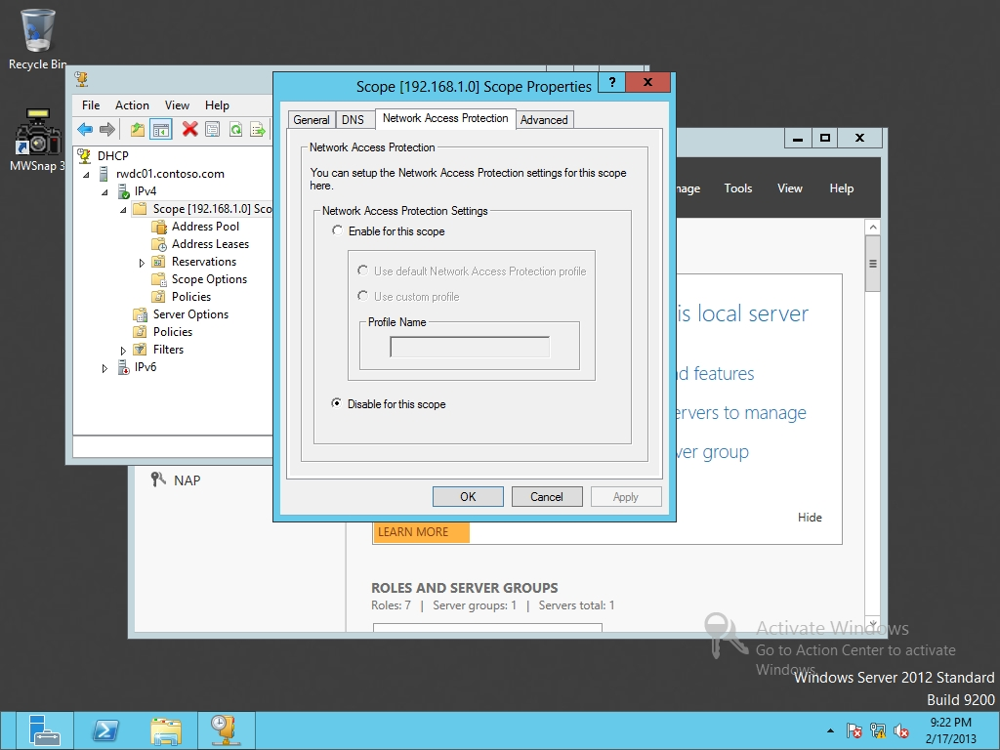 Recycle Bin
MWSnap 3
File Action View Help
DHCP
rwdc01.contoso.com
IPv4
Scope [192.168.1.0] Sco
Address Pool
Address Leases
Reservations
Scope Options
Policies
Server Options
Policies
Filters
IPv6
Scope [192.168.1.0] Scope Properties
?
X
General DNS Network Access Protection Advanced
Network Access Protection
You can setup the Network Access Protection settings for this scope
here.
Network Access Protection Settings
Enable for this scope
Use default Network Access Protection profile
Use custom profile
Profile Name
Disable for this scope
OK Cancel Apply
nage Tools View Help
is local server
d features
ervers to manage
ver group
Hide
NAP
LEARN MORE
ROLES AND SERVER GROUPS
Roles: 7 | Server groups: 1 | Servers total: 1
Activate Windows
Go to Action Center to activate
Windows.
Windows Server 2012 Standard
Build 9200
9:22 PM
2/17/2013